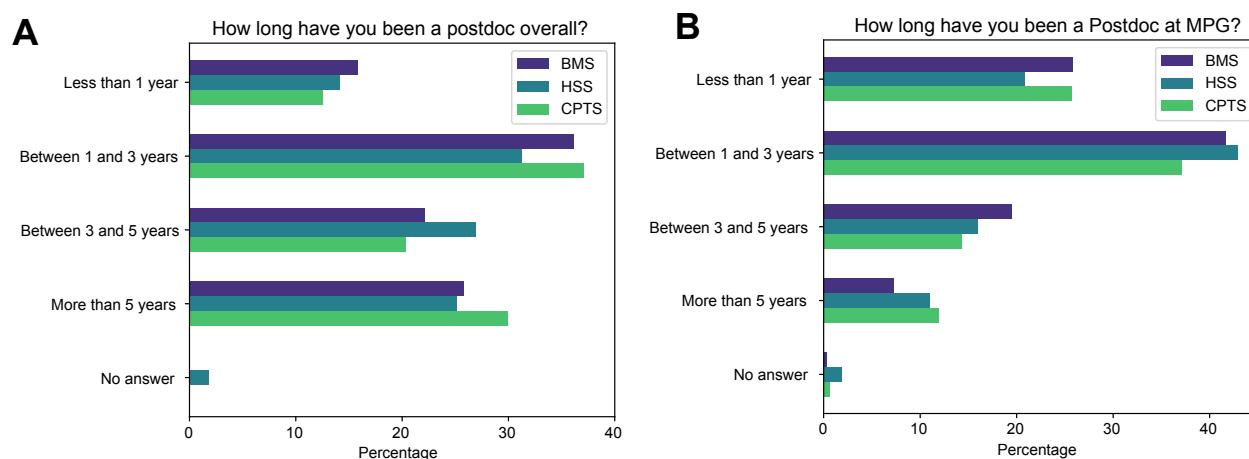 A
How long have you been a postdoc overall?
BMS
HSS
CPTS
Less than 1 year
Between 1 and 3 years
Between 3 and 5 years
More than 5 years
No answer
0 10 20 30 40
Percentage
B
How long have you been a Postdoc at MPG?
BMS
HSS
CPTS
Less than 1 year
Between 1 and 3 years
Between 3 and 5 years
More than 5 years
No answer
0 10 20 30 40
Percentage